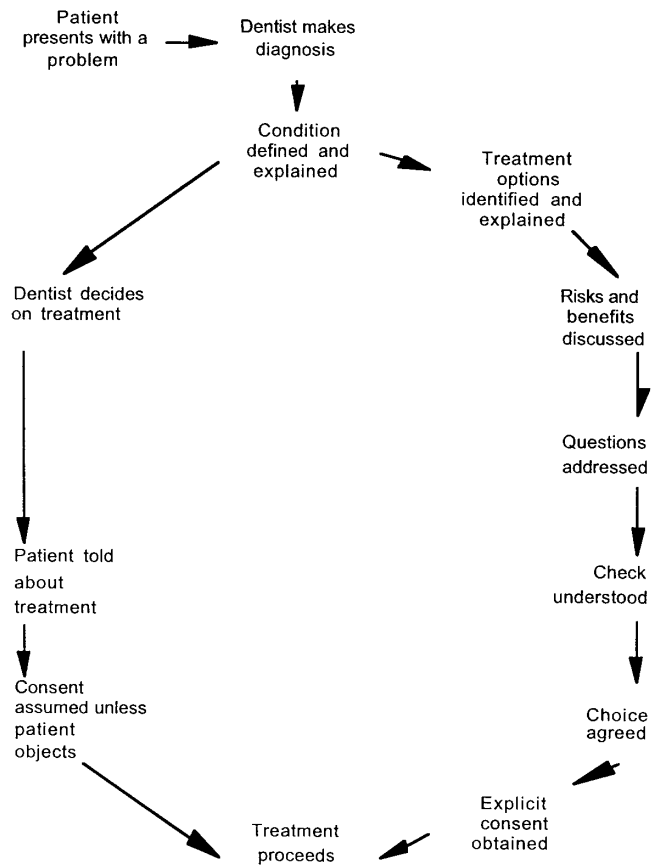 Patient
presents with a
problem
Dentist makes
diagnosis
Condition
defined and
explained
Treatment
options
identified and
explained
Dentist decides
on treatment
Risks and
benefits
discussed
Questions
addressed
Patient told
about
treatment
Check
understood
Consent
assumed unless
patient
objects
Choice
agreed
Explicit
consent
obtained
Treatment
proceeds